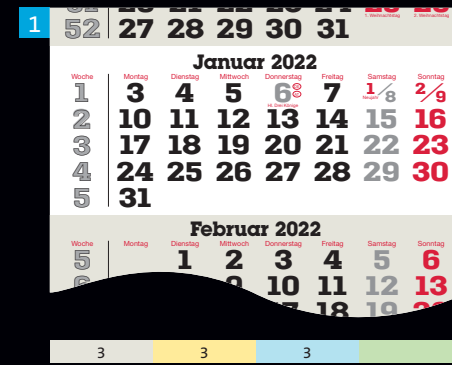 1
1. Weihnachtstag 2. Weihnachtstag
52 27 28 29 30 31
Januar 2022
Woche Montag Dienstag Mittwoch Donnerstag Freitag Samstag Sonntag
1 3 4 5 6 7 1/8 2/9
Hl. Drei Könige Neujahr
2 10 11 12 13 14 15 16
3 17 18 19 20 21 22 23
4 24 25 26 27 28 29 30
5 31
Februar 2022
Woche Montag Dienstag Mittwoch Donnerstag Freitag Samstag Sonntag
5 1 2 3 4 5 6
10 11 12 13
18 19
3 3 3